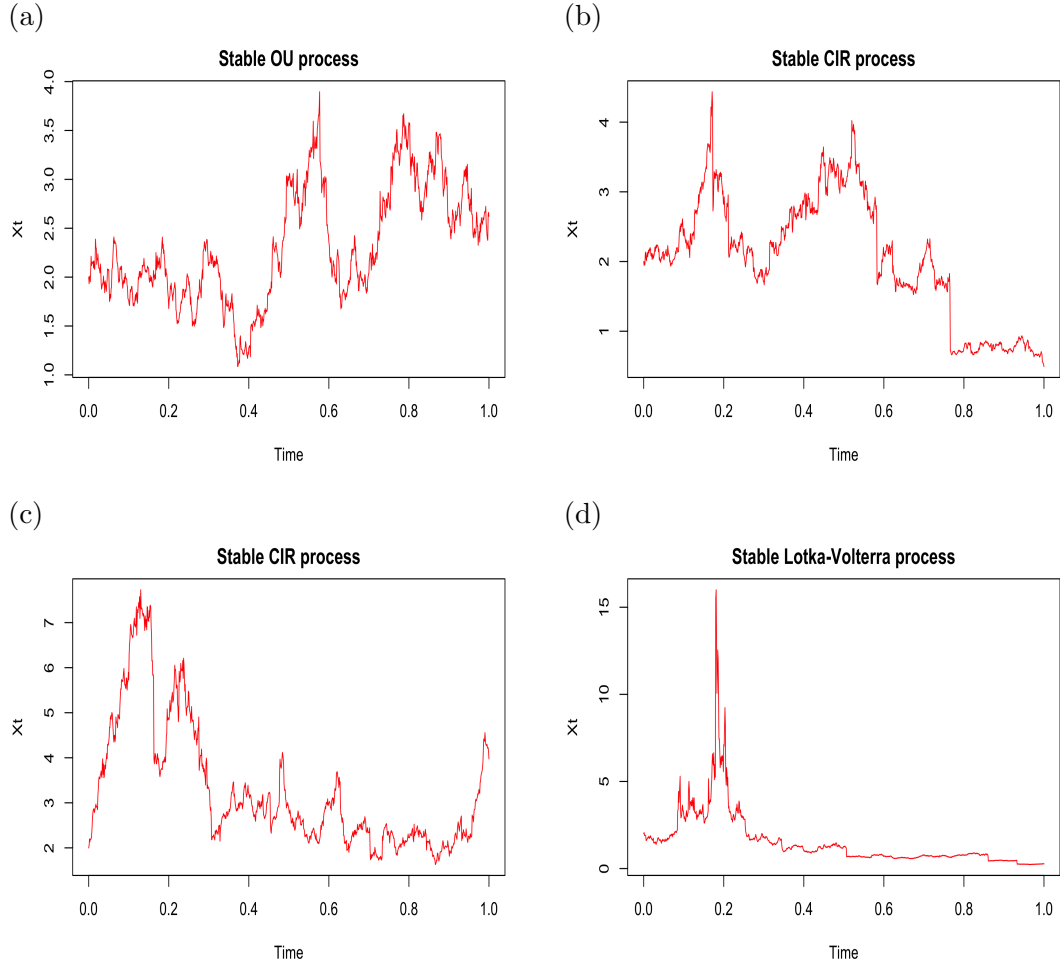 (a)
Stable OU process
Xt
1.0 1.5 2.0 2.5 3.0 3.5 4.0
0.0 0.2 0.4 0.6 0.8 1.0
Time
(b)
Stable CIR process
Xt
1 2 3 4
0.0 0.2 0.4 0.6 0.8 1.0
Time
(c)
Stable CIR process
Xt
2 3 4 5 6 7
0.0 0.2 0.4 0.6 0.8 1.0
Time
(d)
Stable Lotka-Volterra process
Xt
0 5 10 15
0.0 0.2 0.4 0.6 0.8 1.0
Time